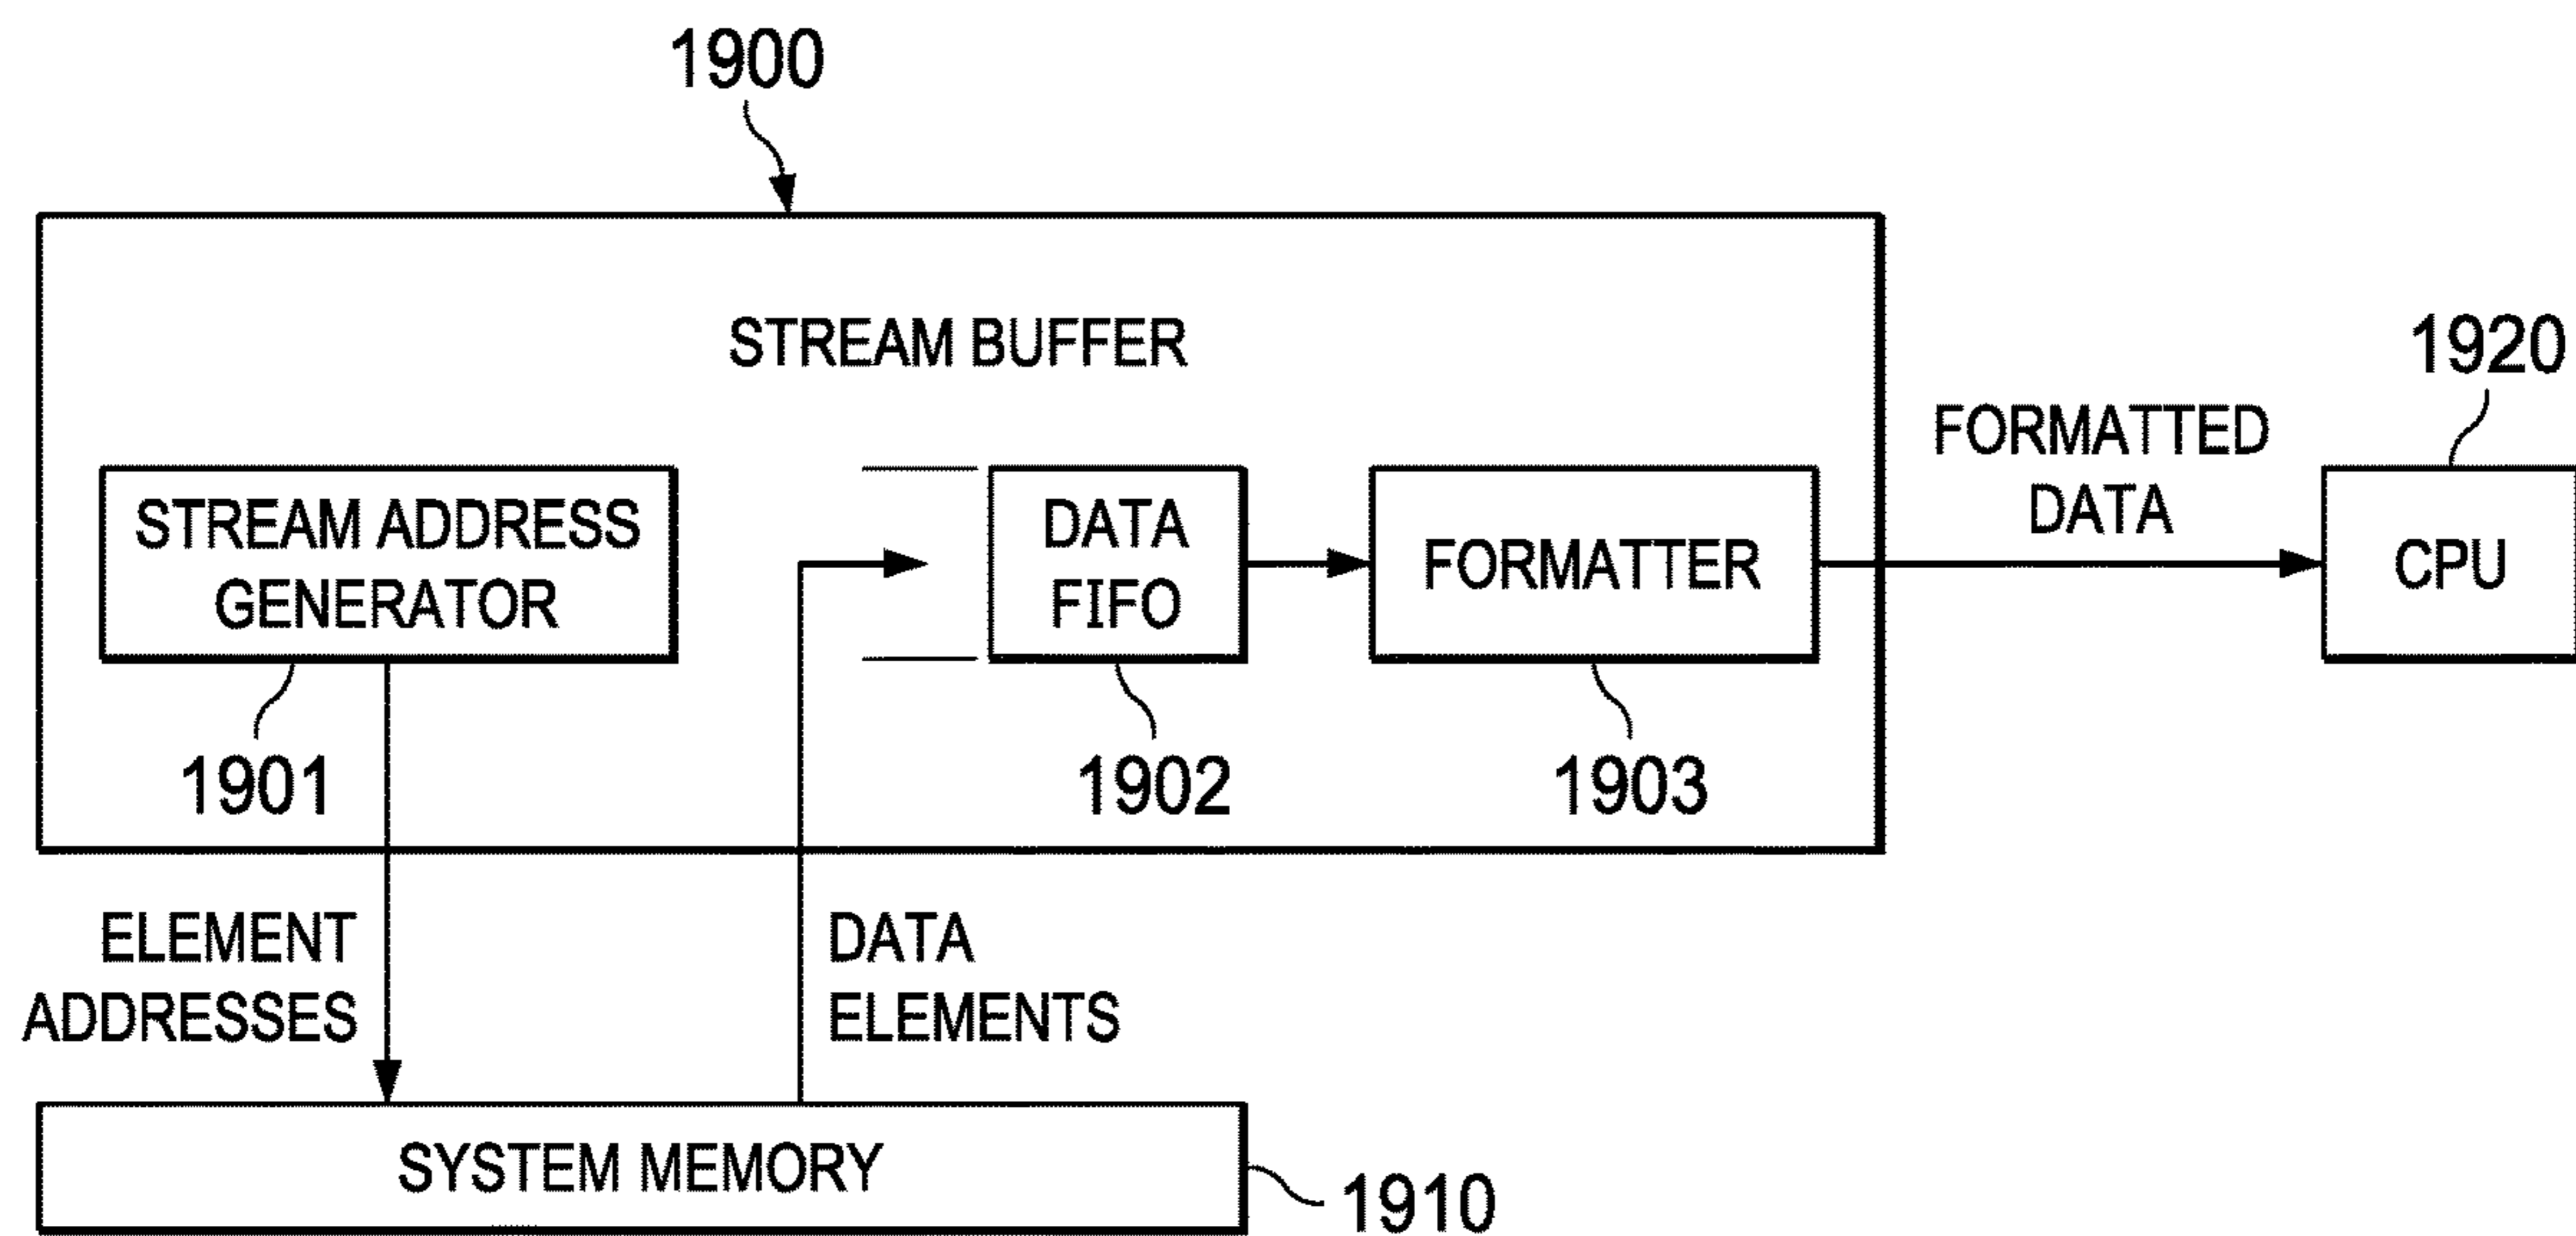 1900
STREAM BUFFER
1920
FORMATTED
DATA
STREAM ADDRESS
GENERATOR
DATA
FIFO
FORMATTER
CPU
1901
1902
1903
ELEMENT
ADDRESSES
DATA
ELEMENTS
SYSTEM MEMORY
1910